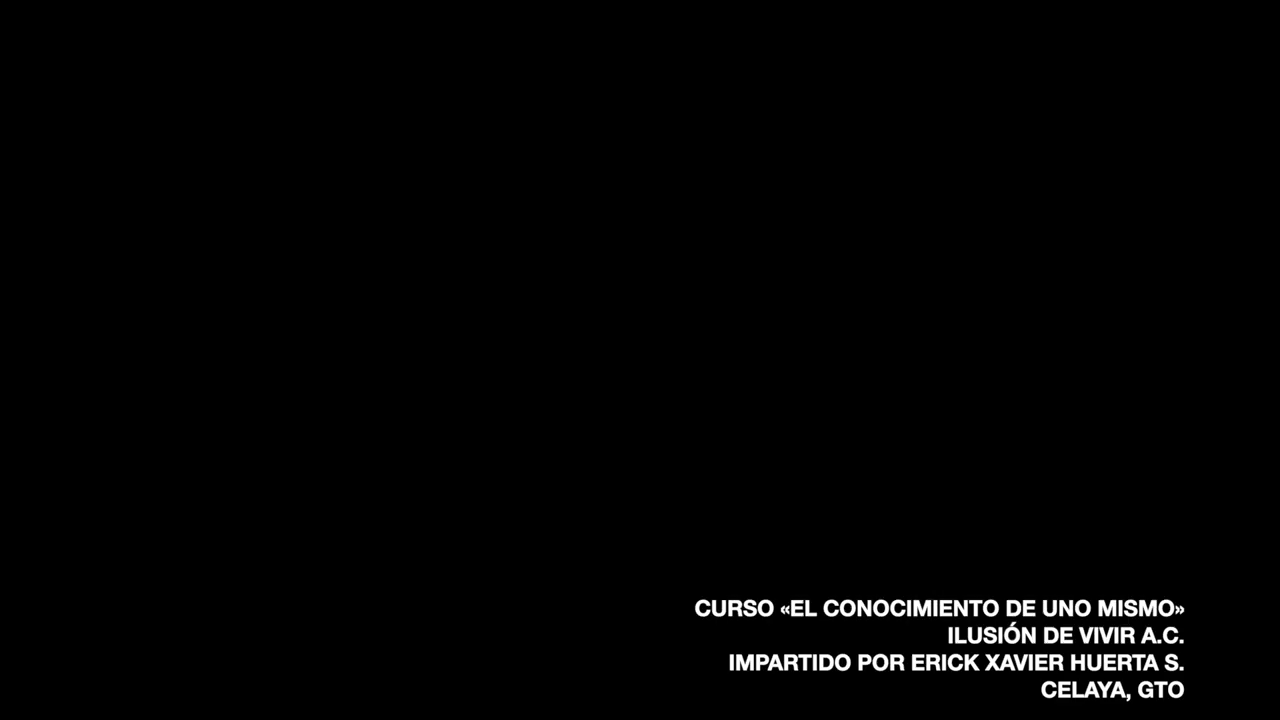 CURSO «EL CONOCIMIENTO DE UNO MISMO»
ILUSIÓN DE VIVIR A.C.
IMPARTIDO POR ERICK XAVIER HUERTA S.
CELAYA, GTO